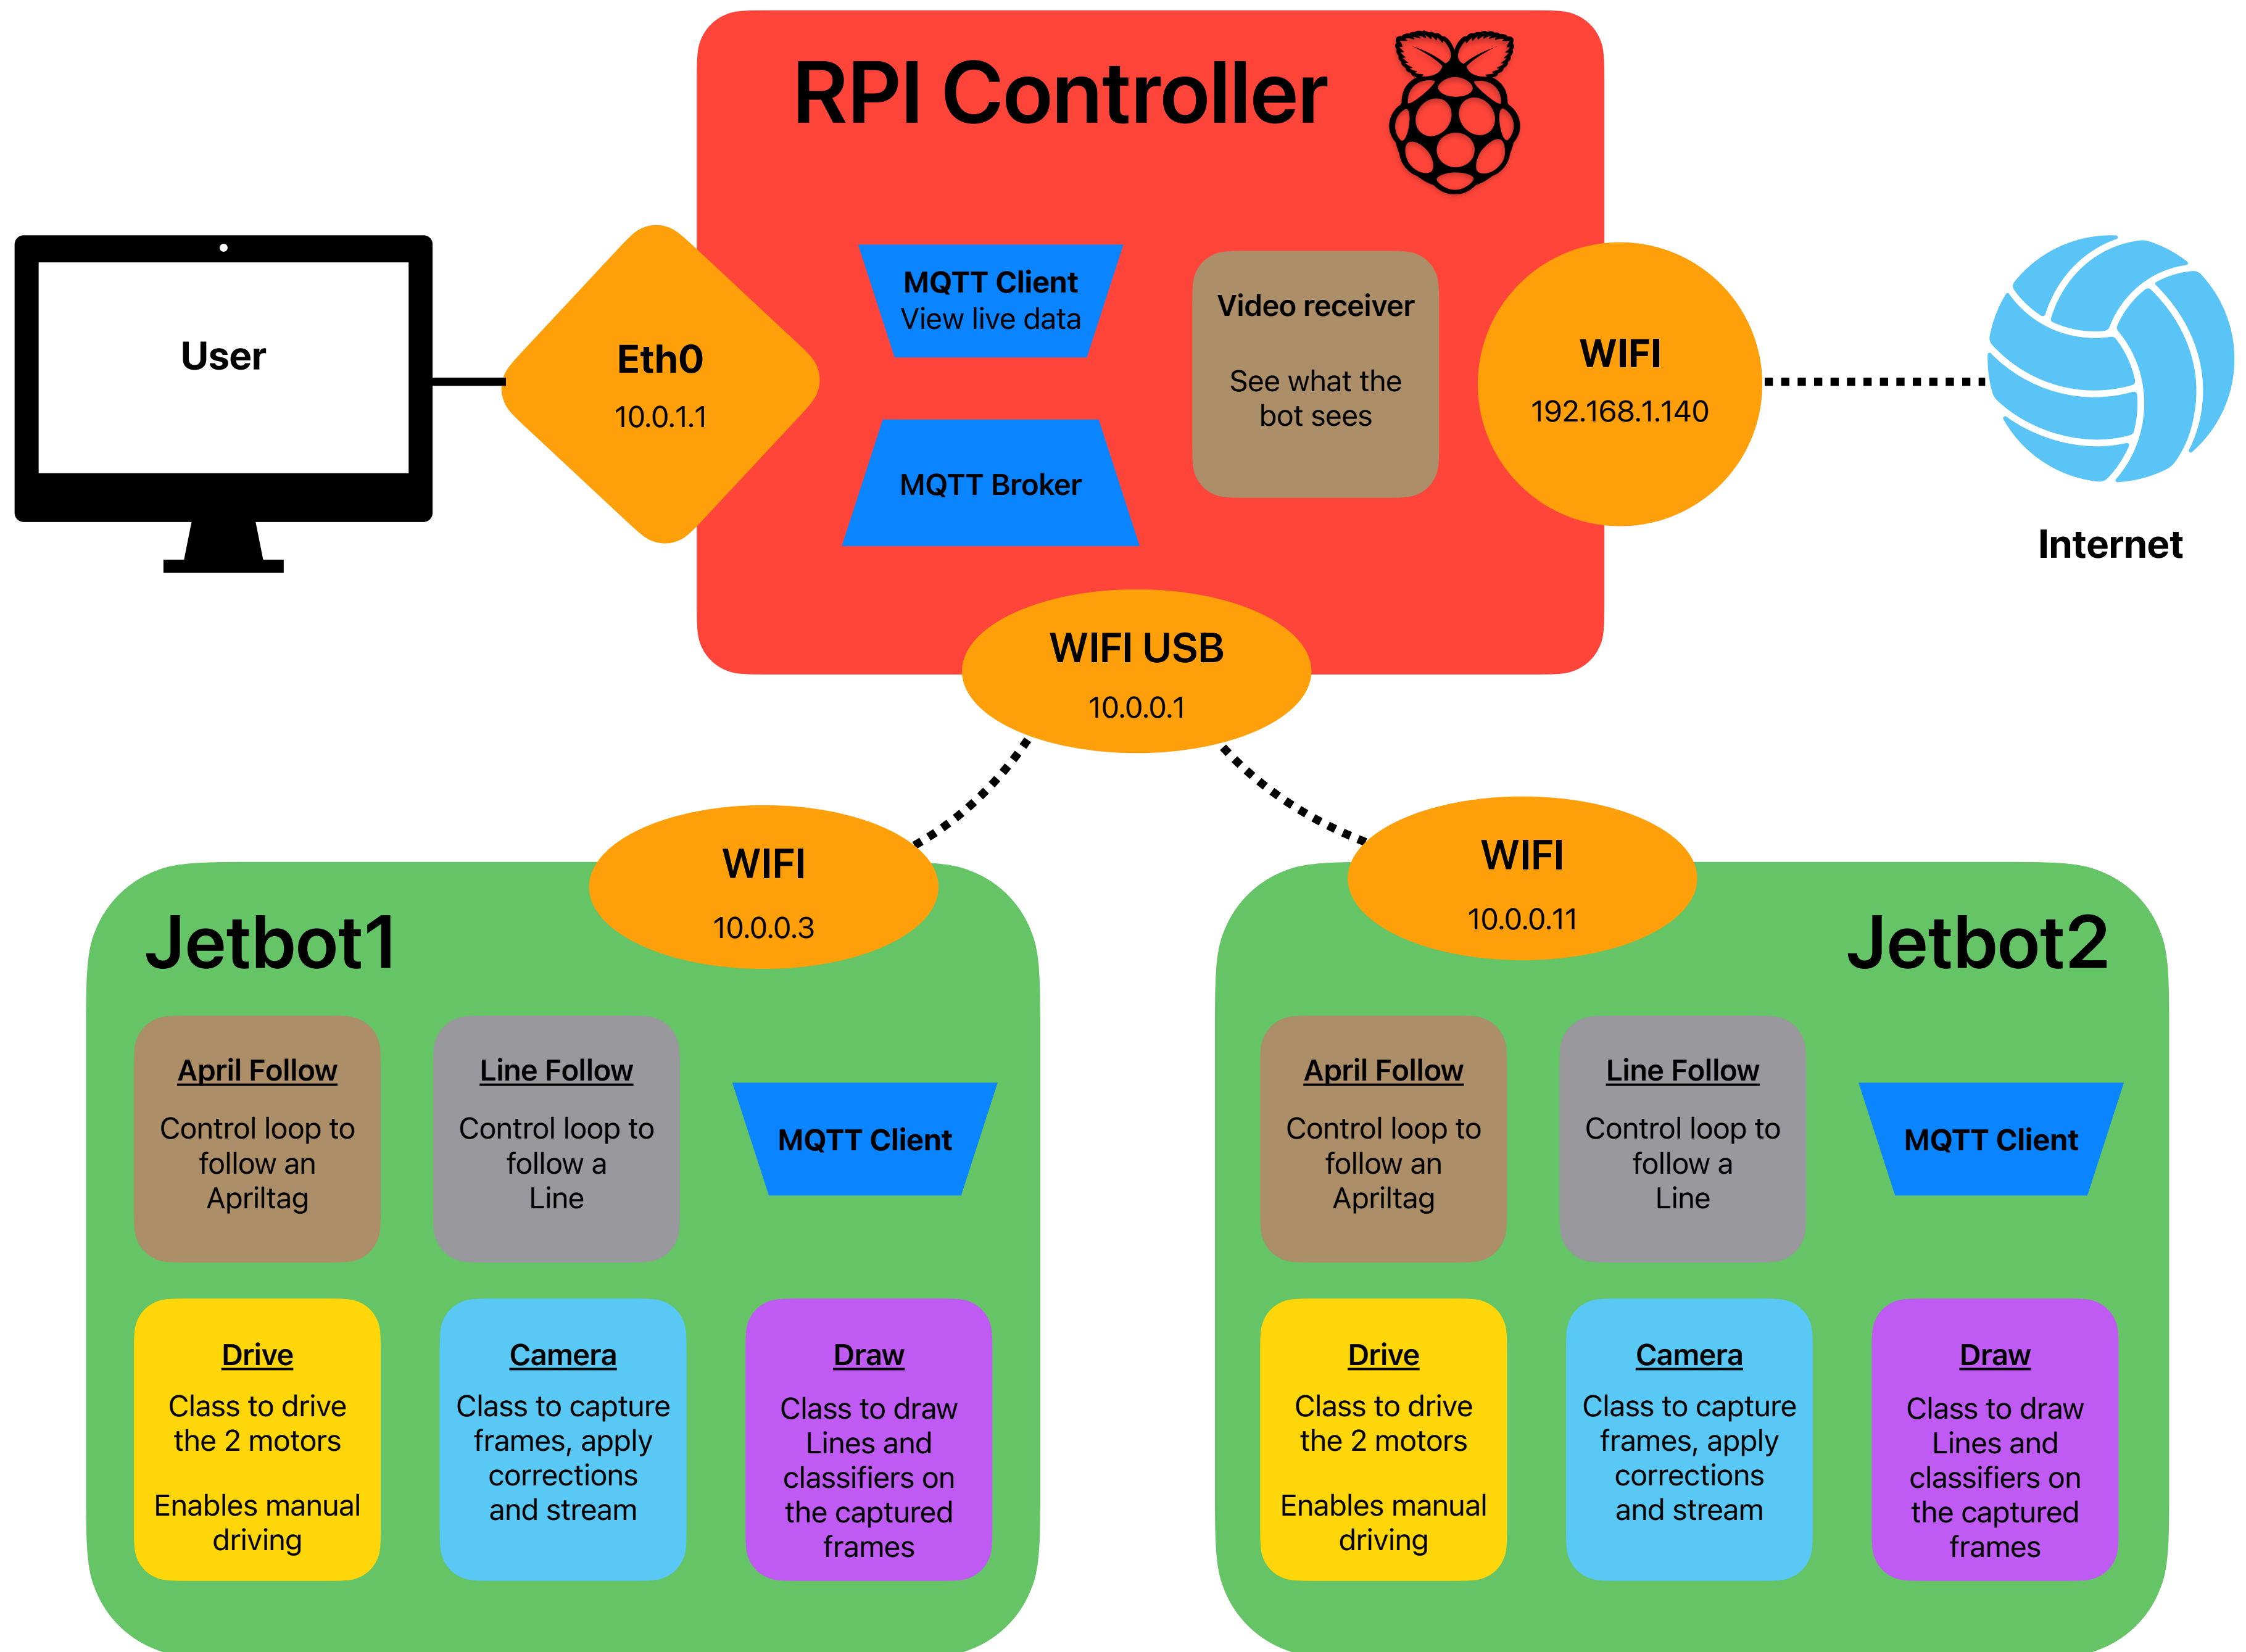 RPI Controller
User
Eth0
10.0.1.1
MQTT Client
View live data
MQTT Broker
Video receiver
See what the
bot sees
WIFI
192.168.1.140
Internet
WIFI USB
10.0.0.1
WIFI
10.0.0.3
WIFI
10.0.0.11
Jetbot1
April Follow
Control loop to
follow an
Apriltag
Line Follow
Control loop to
follow a
Line
MQTT Client
Drive
Class to drive
the 2 motors
Enables manual
driving
Camera
Class to capture
frames, apply
corrections
and stream
Draw
Class to draw
Lines and
classifiers on
the captured
frames
Jetbot2
April Follow
Control loop to
follow an
Apriltag
Line Follow
Control loop to
follow a
Line
MQTT Client
Drive
Class to drive
the 2 motors
Enables manual
driving
Camera
Class to capture
frames, apply
corrections
and stream
Draw
Class to draw
Lines and
classifiers on
the captured
frames